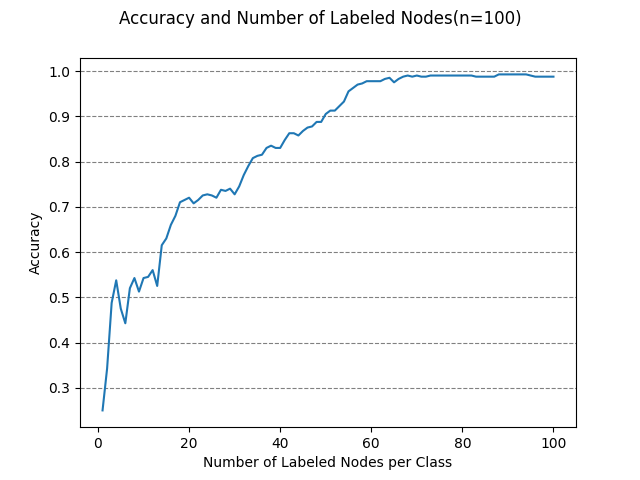 Accuracy and Number of Labeled Nodes(n=100)
1.0
0.9
0.8
0.7
0.6
0.5
0.4
0.3
Accuracy
0 20 40 60 80 100
Number of Labeled Nodes per Class